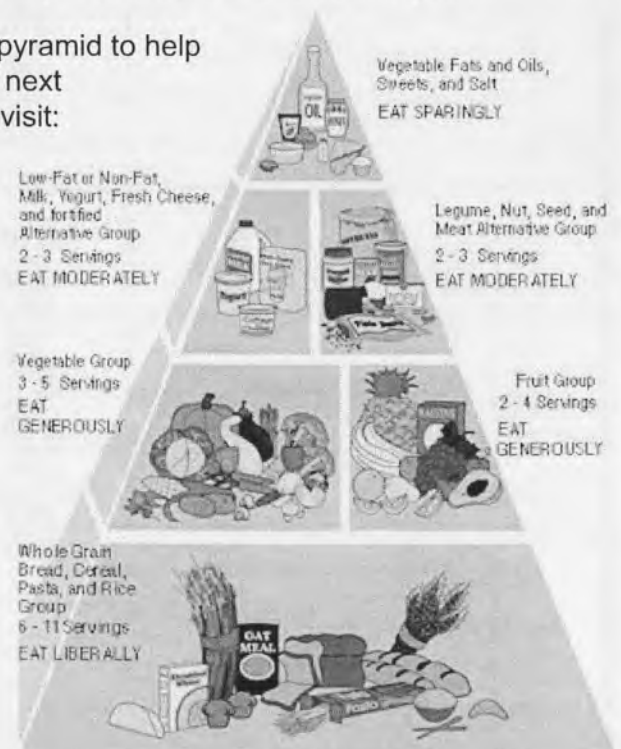 pyramid to help
next
visit:
Vegetable Fats and Oils,
Sweets, and Salt
EAT SPARINGLY
OIL
Low-Fat or Non-Fat,
Milk, Yogurt, Fresh Cheese,
and fortified
Alternative Group
2 - 3 Servings
EAT MODERATELY
Legume, Nut, Seed, and
Meat Alternative Group
2 - 3 Servings
EAT MODERATELY
Yogurt
Cottage
Vegetable Group
3 - 5 Servings
EAT
GENEROUSLY
Fruit Group
2 - 4 Servings
EAT
GENEROUSLY
Whole Grain
Bread, Cereal,
Pasta, and Rice
Group
6 - 11 Servings
EAT LIBERALLY
OAT
MEAL